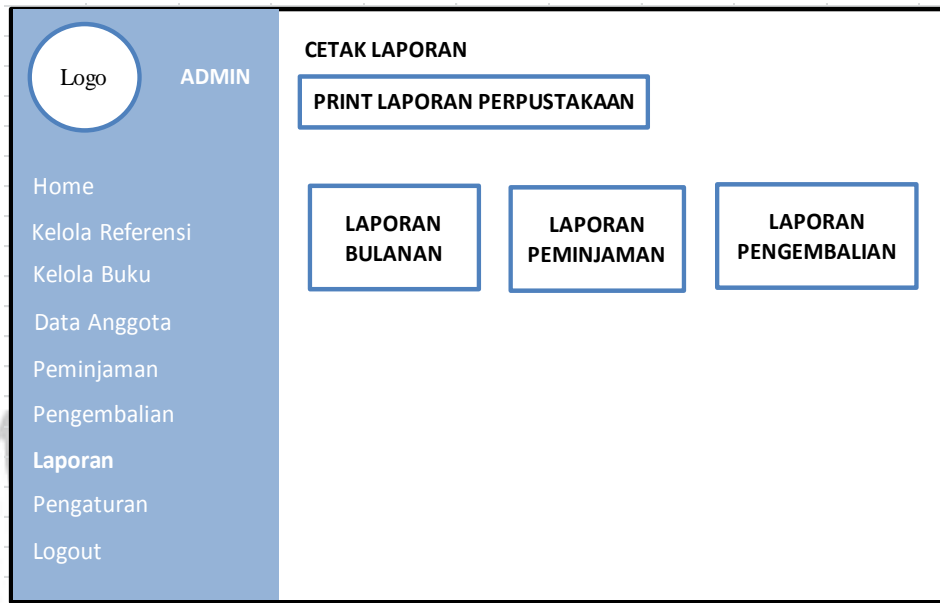 Logo
ADMIN
Home
Kelola Referensi
Kelola Buku
Data Anggota
Peminjaman
Pengembalian
Laporan
Pengaturan
Logout
CETAK LAPORAN
PRINT LAPORAN PERPUSTAKAAN
LAPORAN
BULANAN
LAPORAN
PEMINJAMAN
LAPORAN
PENGEMBALIAN